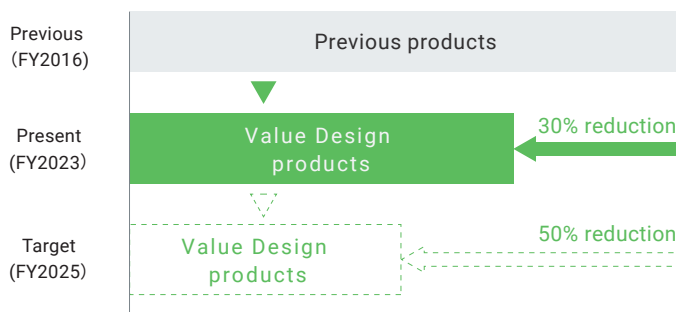 Previous
（FY2016)
Previous products
Present
(FY2023）
Value Design
products
30% reduction
Target
(FY2025）
Value Design
products
50% reduction